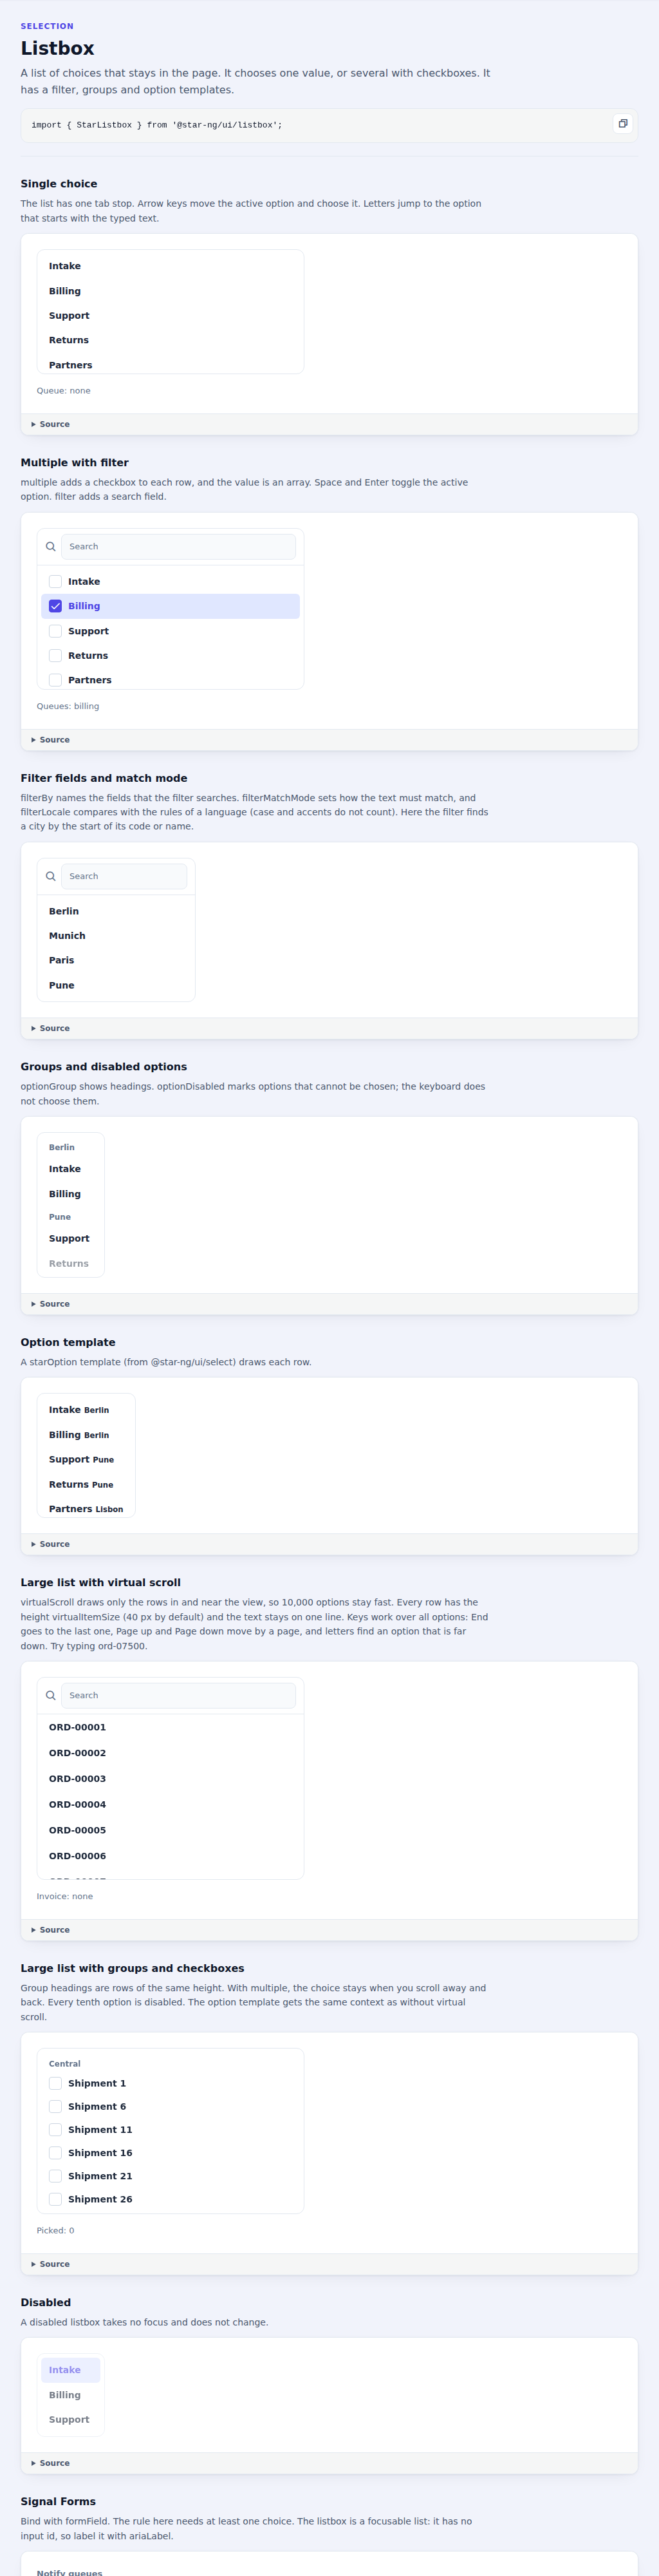 SELECTION
Listbox
A list of choices that stays in the page. It chooses one value, or several with checkboxes. It
has a filter, groups and option templates.
import { StarListbox } from '@star-ng/ui/listbox';
Single choice
The list has one tab stop. Arrow keys move the active option and choose it. Letters jump to the option
that starts with the typed text.
Intake
Billing
Support
Returns
Partners
Queue: none
Source
Multiple with filter
multiple adds a checkbox to each row, and the value is an array. Space and Enter toggle the active
option. filter adds a search field.
Search
Intake
Billing
Support
Returns
Partners
Queues: billing
Source
Filter fields and match mode
filterBy names the fields that the filter searches. filterMatchMode sets how the text must match, and
filterLocale compares with the rules of a language (case and accents do not count). Here the filter finds
a city by the start of its code or name.
Search
Berlin
Munich
Paris
Pune
Source
Groups and disabled options
optionGroup shows headings. optionDisabled marks options that cannot be chosen; the keyboard does
not choose them.
Berlin
Intake
Billing
Pune
Support
Returns
Source
Option template
A starOption template (from @star-ng/ui/select) draws each row.
Intake Berlin
Billing Berlin
Support Pune
Returns Pune
Partners Lisbon
Source
Large list with virtual scroll
virtualScroll draws only the rows in and near the view, so 10,000 options stay fast. Every row has the
height virtualItemSize (40 px by default) and the text stays on one line. Keys work over all options: End
goes to the last one, Page up and Page down move by a page, and letters find an option that is far
down. Try typing ord-07500.
Search
ORD-00001
ORD-00002
ORD-00003
ORD-00004
ORD-00005
ORD-00006
Invoice: none
Source
Large list with groups and checkboxes
Group headings are rows of the same height. With multiple, the choice stays when you scroll away and
back. Every tenth option is disabled. The option template gets the same context as without virtual
scroll.
Central
Shipment 1
Shipment 6
Shipment 11
Shipment 16
Shipment 21
Shipment 26
Picked: 0
Source
Disabled
A disabled listbox takes no focus and does not change.
Intake
Billing
Support
Source
Signal Forms
Bind with formField. The rule here needs at least one choice. The listbox is a focusable list: it has no
input id, so label it with ariaLabel.
Notify queues